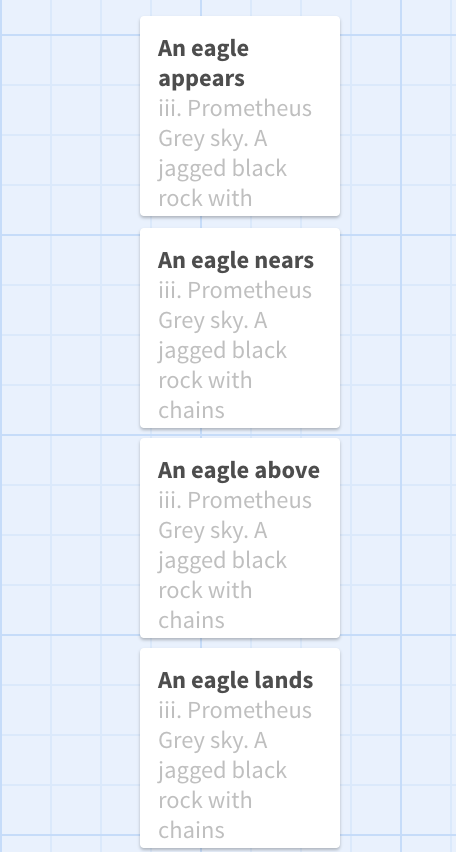 An eagle
appears
iii. Prometheus
Grey sky. A
jagged black
rock with
An eagle nears
iii. Prometheus
Grey sky. A
jagged black
rock with
chains
An eagle above
iii. Prometheus
Grey sky. A
jagged black
rock with
chains
An eagle lands
iii. Prometheus
Grey sky. A
jagged black
rock with
chains